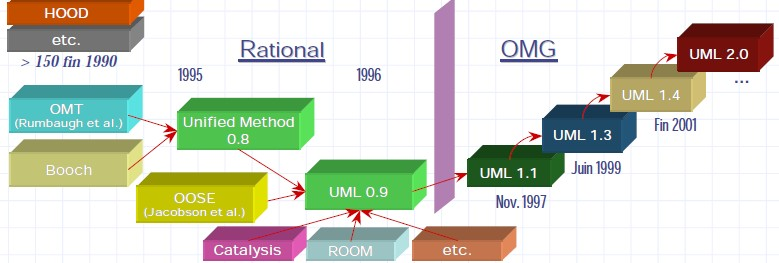 HOOD
etc.
> 150 fin 1990
Rational
OMG
1995
1996
UML 2.0
...
OMT
(Rumbaugh et al.)
Unified Method
0.8
UML 1.4
Fin 2001
UML 1.3
Juin 1999
Booch
OOSE
(Jacobson et al.)
UML 0.9
UML 1.1
Nov. 1997
Catalysis
ROOM
etc.